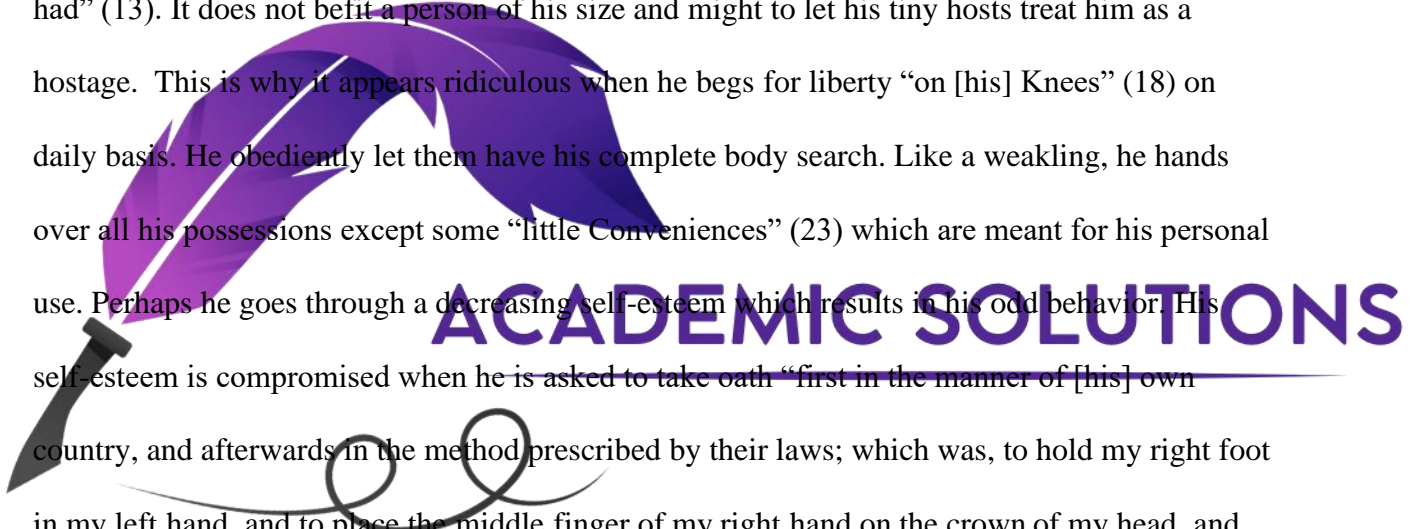 had” (13). It does not befit a person of his size and might to let his tiny hosts treat him as a
hostage.  This is why it appears ridiculous when he begs for liberty “on [his] Knees” (18) on
daily basis. He obediently let them have his complete body search. Like a weakling, he hands
over all his possessions except some “little Conveniences” (23) which are meant for his personal
use. Perhaps he goes through a decreasing self-esteem which results in his odd behavior. His
ACADEMIC SOLUTIONS
self-esteem is compromised when he is asked to take oath “first in the manner of [his] own
country, and afterwards in the method prescribed by their laws; which was, to hold my right foot
in my left hand, and to place the middle finger of my right hand on the crown of my head, and